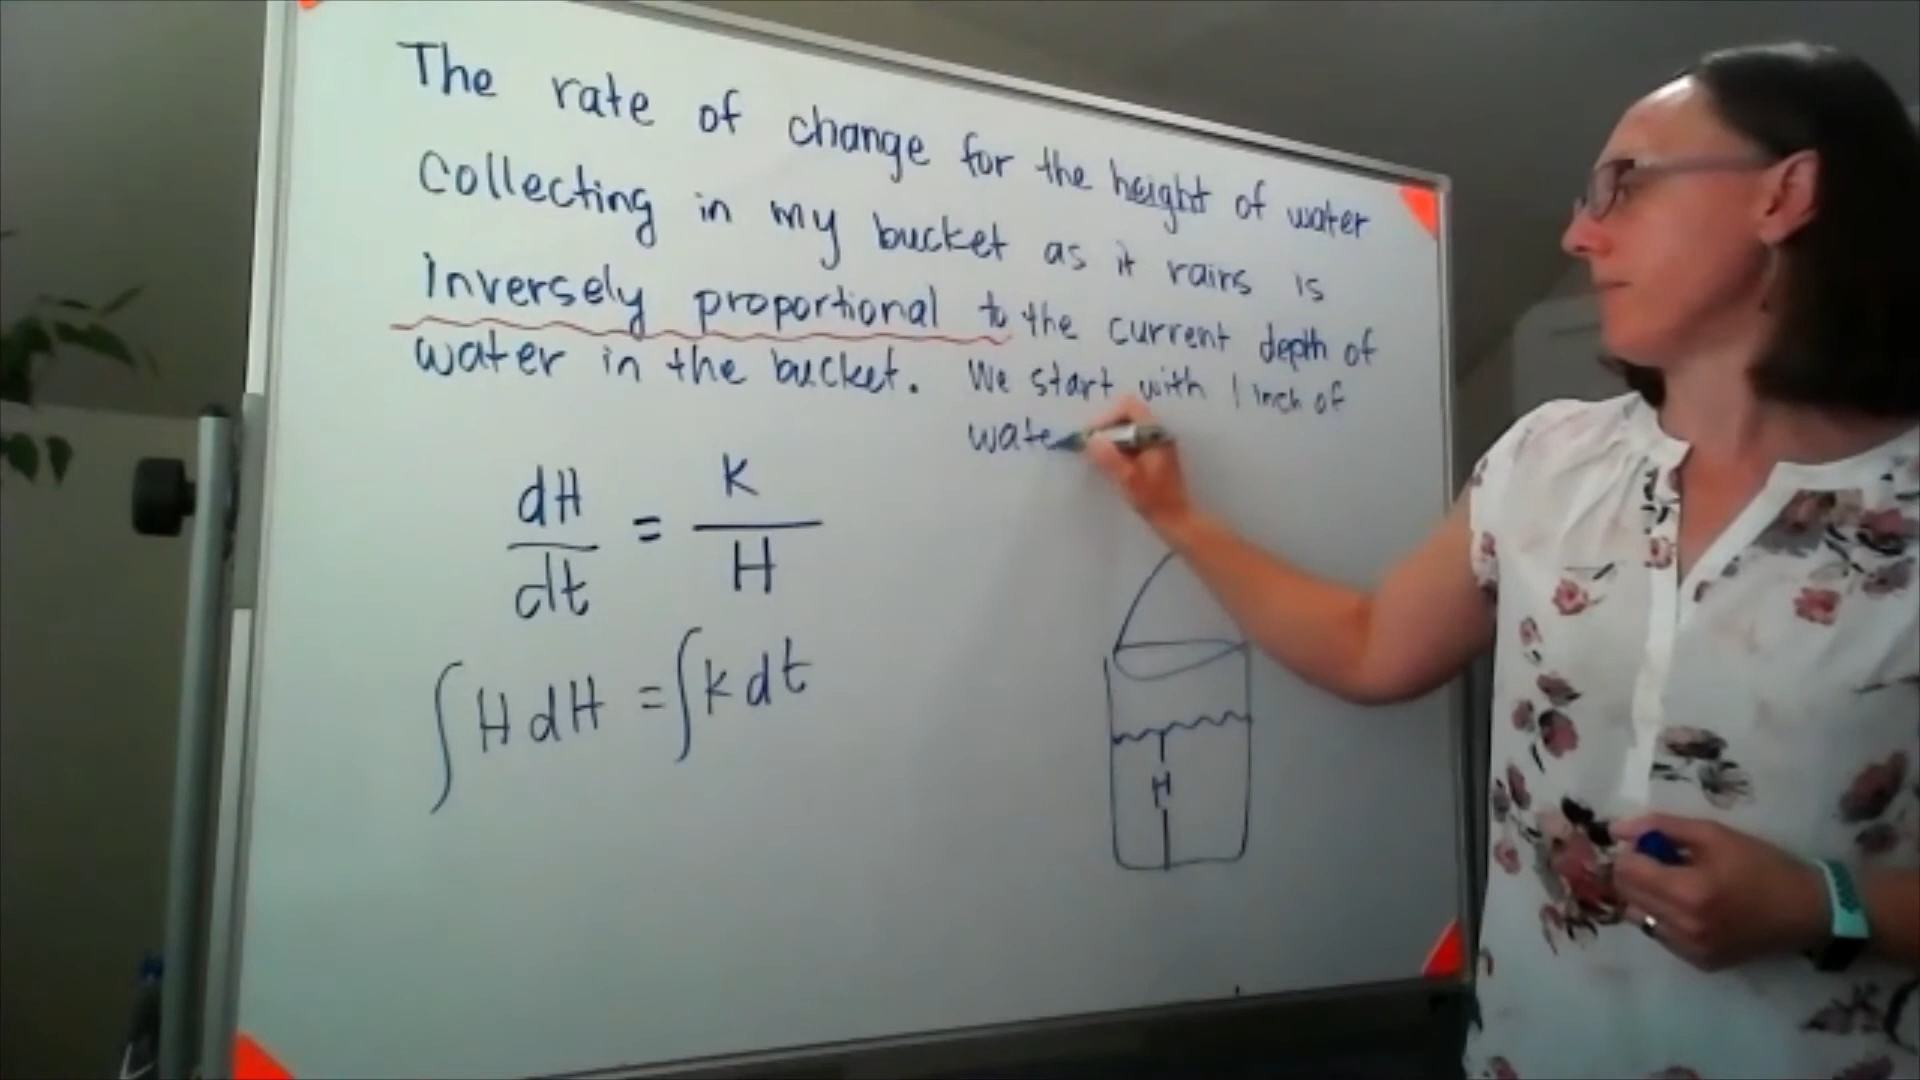 The rate of change for the height of water
Collecting in my bucket as it rains is
Inversely proportional to the current depth of
water in the bucket. We start with 1 inch of
wate
dH/dt = K/H
∫ H dH = ∫ k dt
H